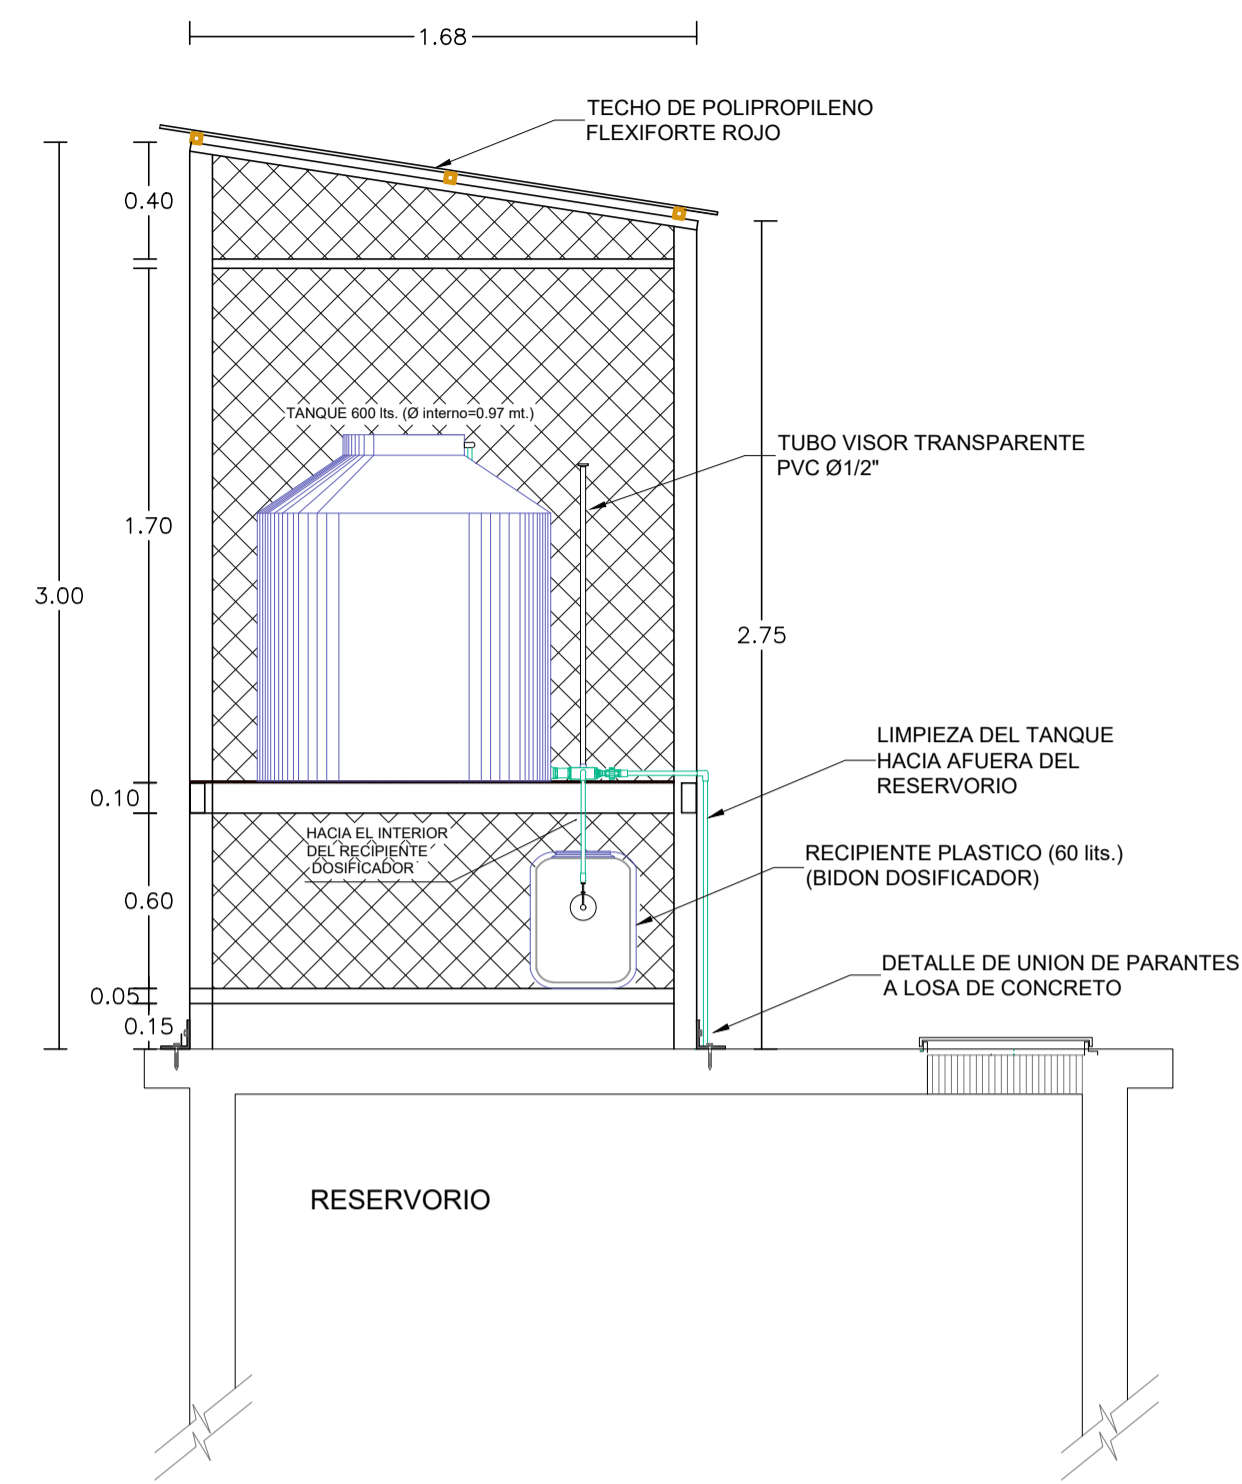 1.68
TECHO DE POLIPROPILENO
FLEXIFORTE ROJO
0.40
TANQUE 600 lts. (Ø interno=0.97 mt.)
TUBO VISOR TRANSPARENTE
PVC Ø1/2"
1.70
3.00
2.75
LIMPIEZA DEL TANQUE
HACIA AFUERA DEL
RESERVORIO
0.10
HACIA EL INTERIOR
DEL RECIPIENTE
DOSIFICADOR
RECIPIENTE PLASTICO (60 lits.)
(BIDON DOSIFICADOR)
0.60
DETALLE DE UNION DE PARANTES
A LOSA DE CONCRETO
0.05
0.15
RESERVORIO